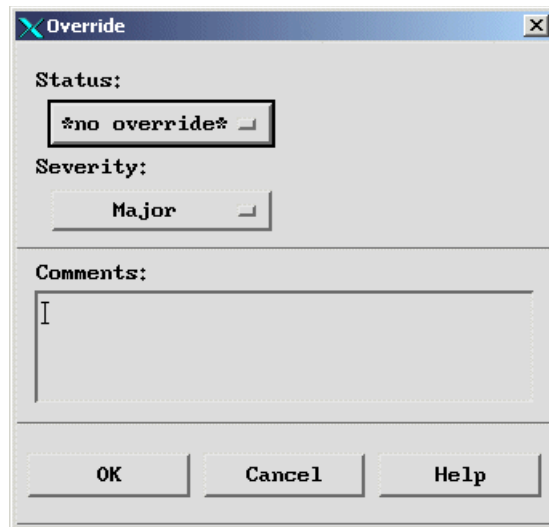 Override
Status:
*no override*
Severity:
Major
Comments:
OK Cancel Help